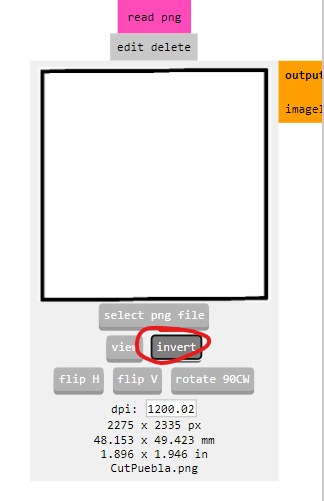 read png
edit delete
output
select png file
view invert
flip H flip V rotate 90CW
dpi: 1200.02
2275 x 2335 px
48.153 x 49.423 mm
1.896 x 1.946 in
CutPuebla.png